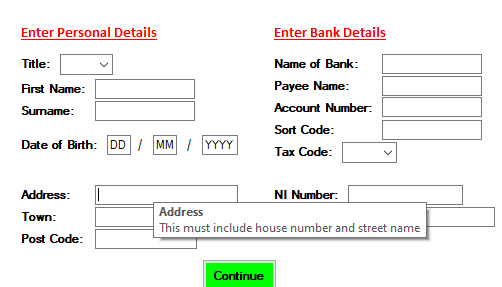 Enter Personal Details
Title:
First Name:
Surname:
Date of Birth: DD / MM / YYYY
Address:
Town:
Post Code:
Enter Bank Details
Name of Bank:
Payee Name:
Account Number:
Sort Code:
Tax Code:
NI Number:
Address
This must include house number and street name
Continue